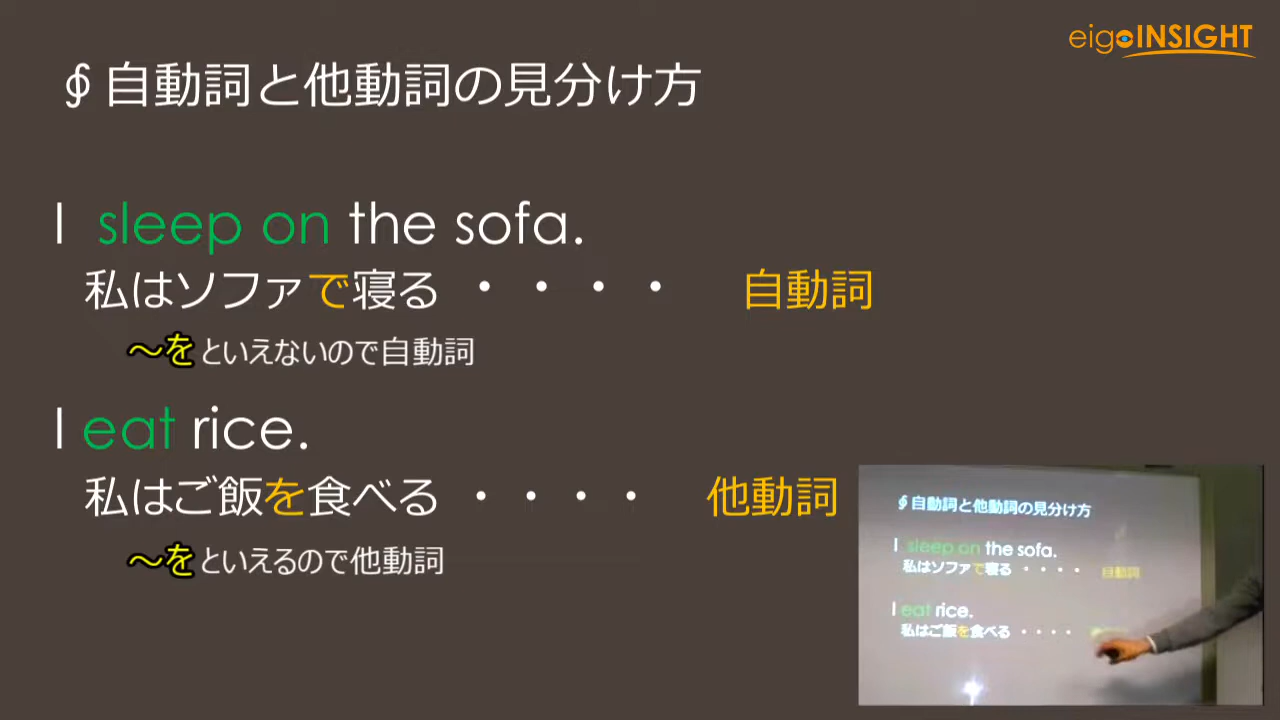 eigoINSIGHT
∮自動詞と他動詞の見分け方
I sleep on the sofa.
私はソファで寝る ・・・・ 自動詞
～をといえないので自動詞
I eat rice.
私はご飯を食べる ・・・・ 他動詞
～をといえるので他動詞
∮自動詞と他動詞の見分け方
I sleep on the sofa.
私はソファで寝る ・・・・ 自動詞
I eat rice.
私はご飯を食べる ・・・・